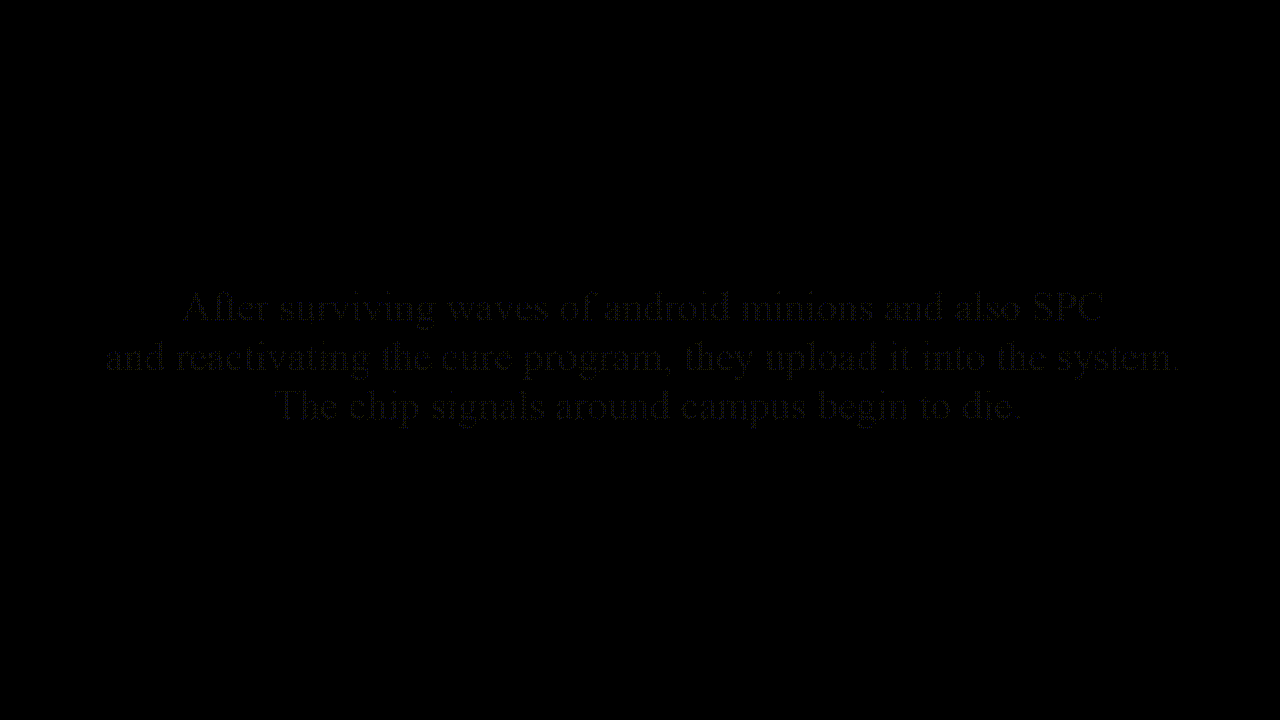 After surviving waves of android minions and also SPC
and reactivating the cure program, they upload it into the system.
The chip signals around campus begin to die.